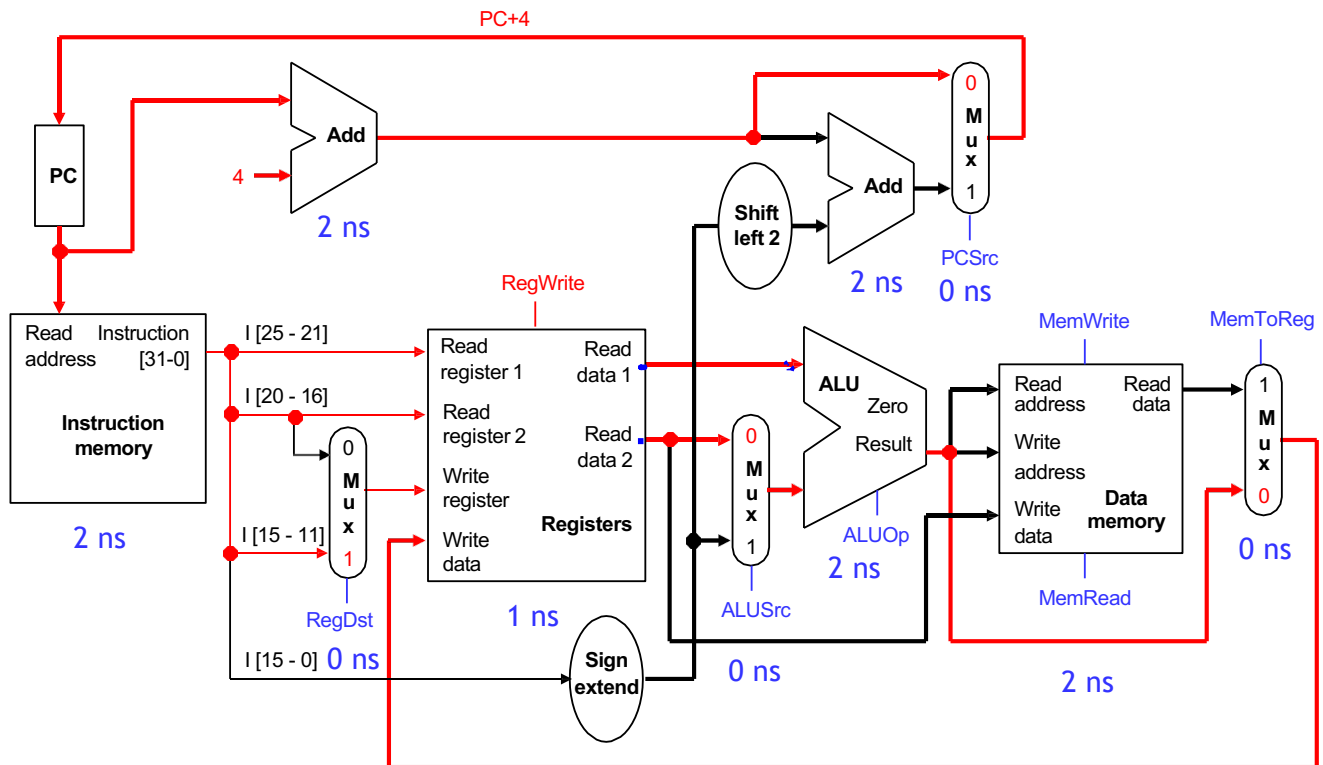 PC+4
0
M
u
x
1
Add
4
2 ns
PC
Add
Shift
left 2
2 ns
PCSrc
0 ns
Read
address
Instruction
[31-0]
Instruction
memory
2 ns
I [25 - 21]
I [20 - 16]
I [15 - 11]
I [15 - 0]
0
M
u
x
1
RegDst
0 ns
RegWrite
Read
register 1
Read
register 2
Write
register
Write
data
Read
data 1
Read
data 2
Registers
1 ns
Sign
extend
0
M
u
x
1
ALUSrc
0 ns
ALU
Zero
Result
ALUOp
2 ns
MemWrite
Read
address
Write
address
Write
data
Read
data
Data
memory
MemRead
2 ns
MemToReg
1
M
u
x
0
0 ns